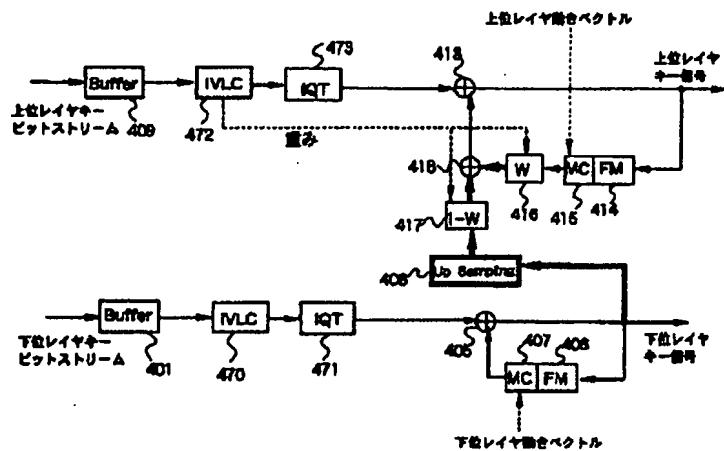 上位レイヤ動きベクトル
473
413
上位レイヤ
キー信号
Buffer
IVLC
IQT
上位レイヤキー
ビットストリーム
409
472
重み
418
W
MC
FM
416
415
414
417
1-W
408
Up Sampling
Buffer
IVLC
IQT
下位レイヤキー
ビットストリーム
401
470
471
405
407
406
下位レイヤ
キー信号
MC
FM
下位レイヤ動きベクトル